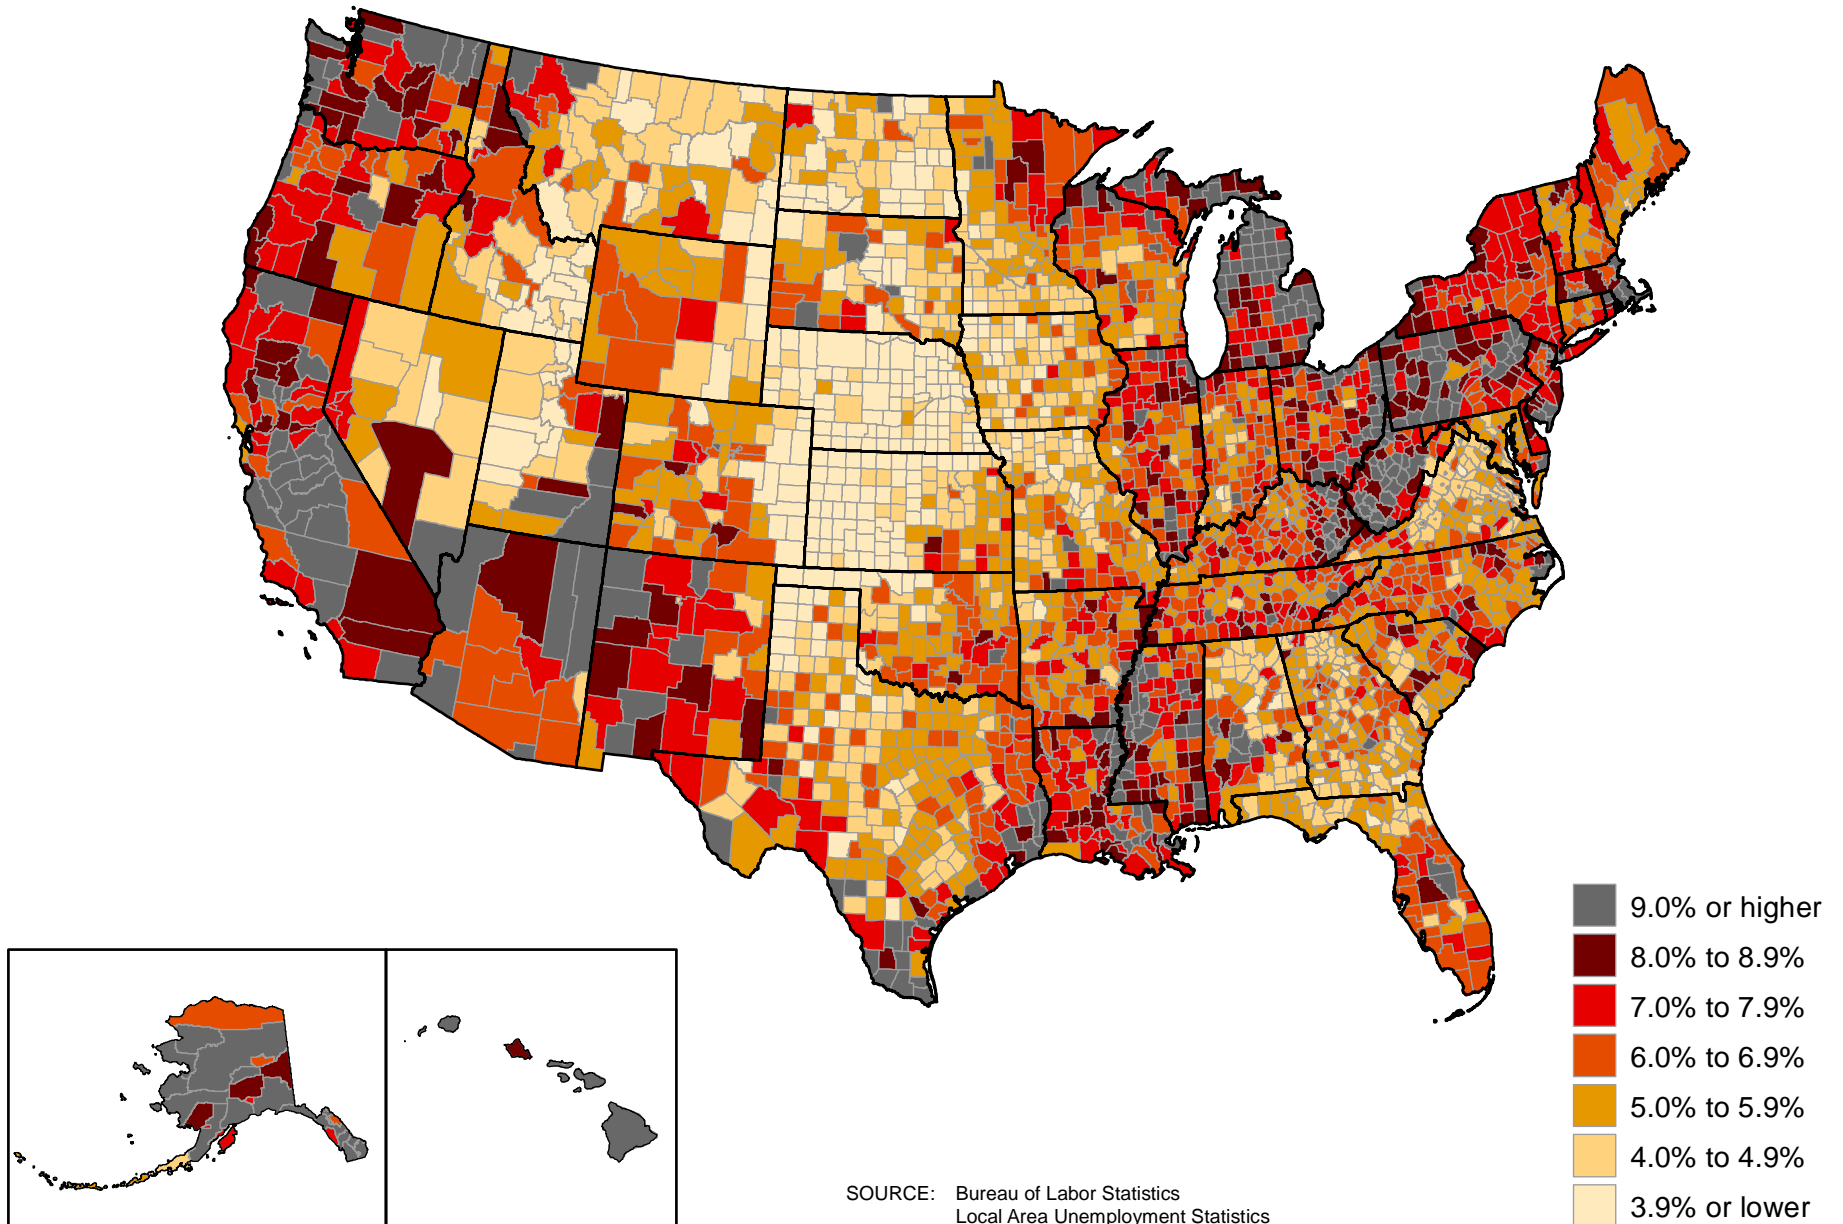 9.0% or higher
8.0% to 8.9%
7.0% to 7.9%
6.0% to 6.9%
5.0% to 5.9%
4.0% to 4.9%
3.9% or lower
SOURCE: Bureau of Labor Statistics
Local Area Unemployment Statistics